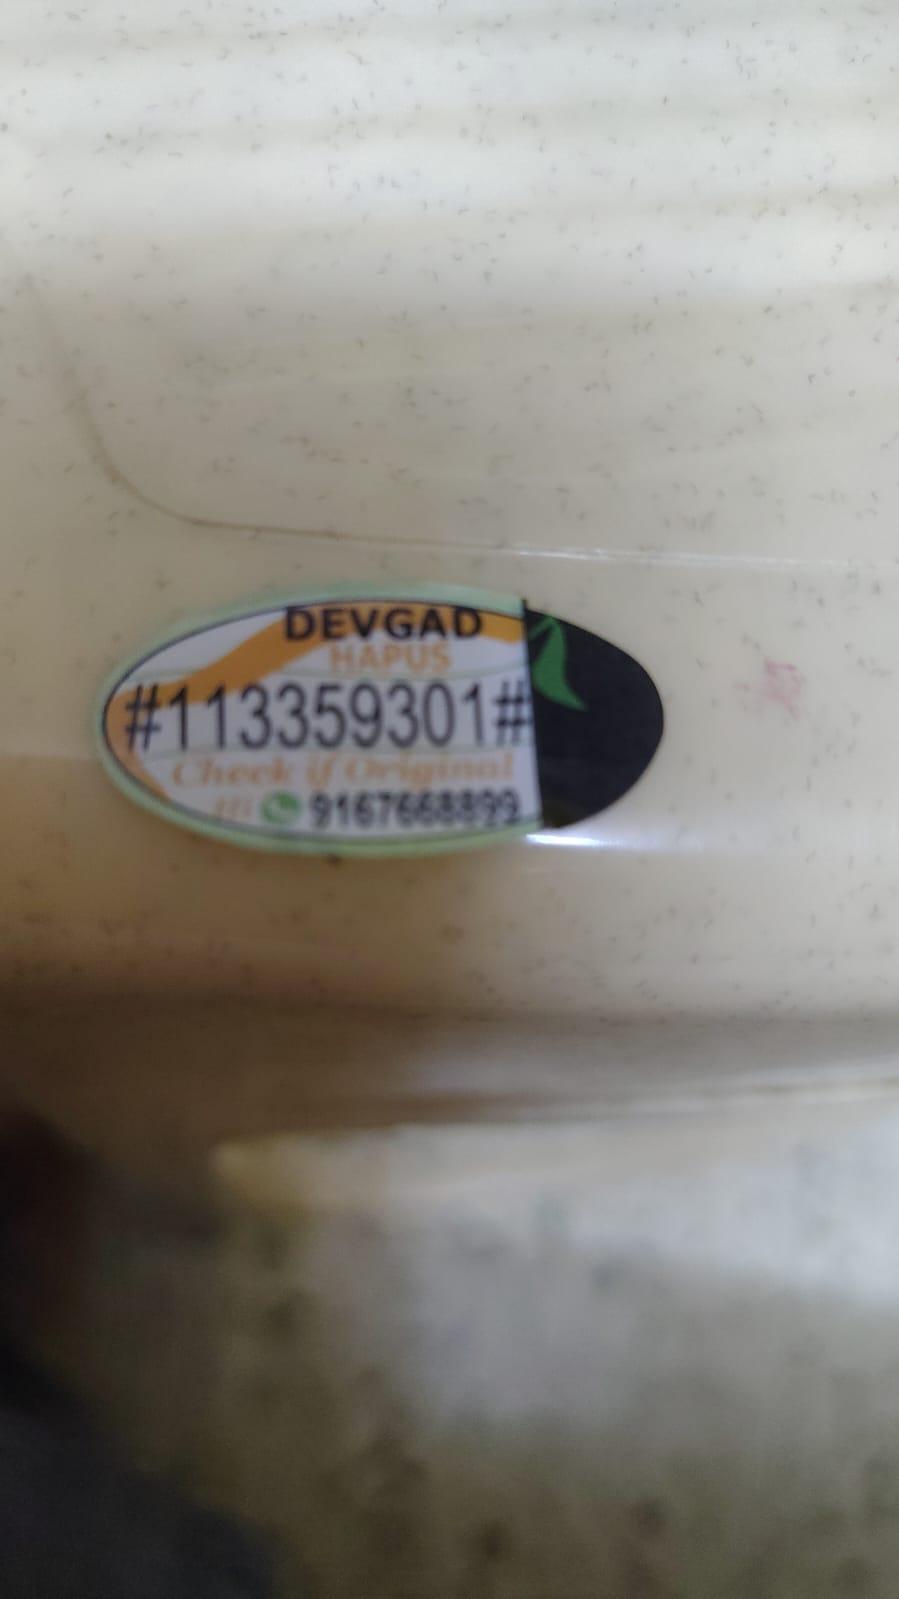 DEVGAD
HAPUS
#113359301#
Check if Original
9167668899